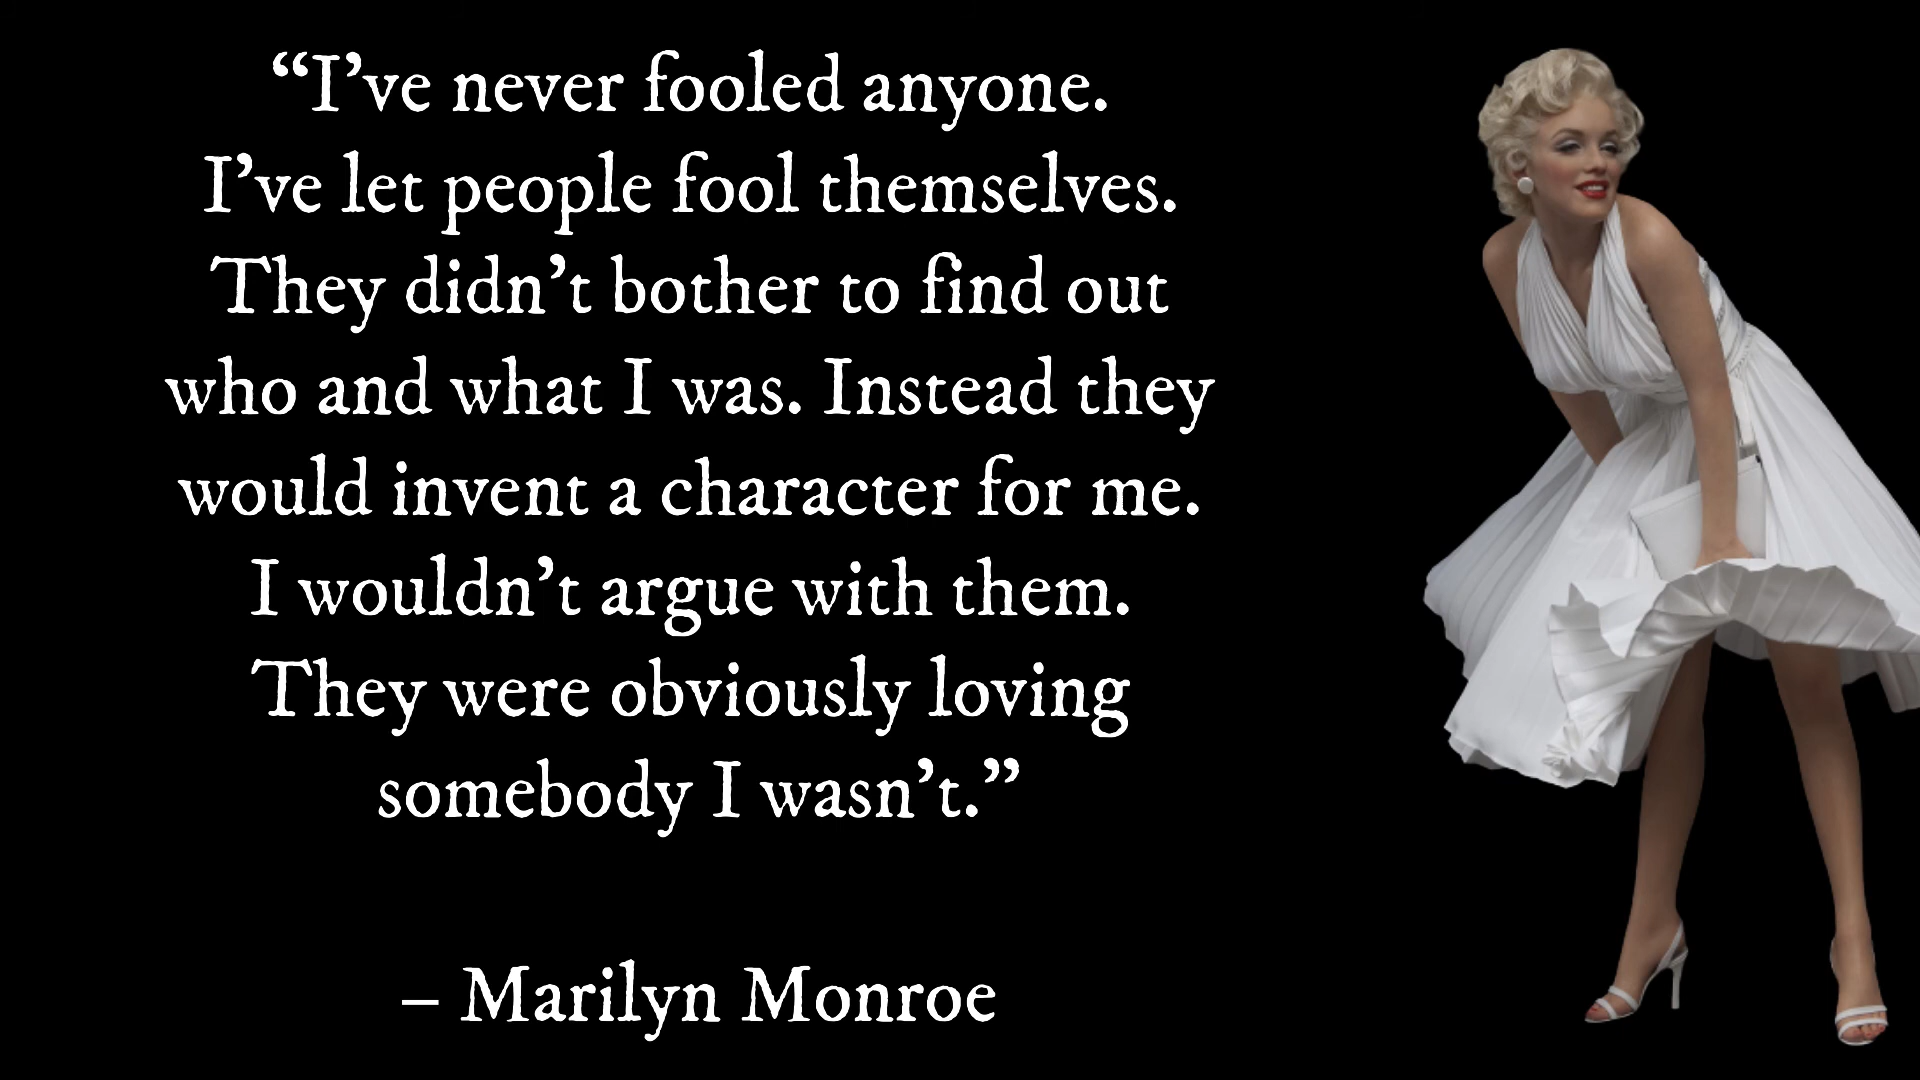 “I’ve never fooled anyone.
I’ve let people fool themselves.
They didn’t bother to find out
who and what I was. Instead they
would invent a character for me.
I wouldn’t argue with them.
They were obviously loving
somebody I wasn’t.”
– Marilyn Monroe